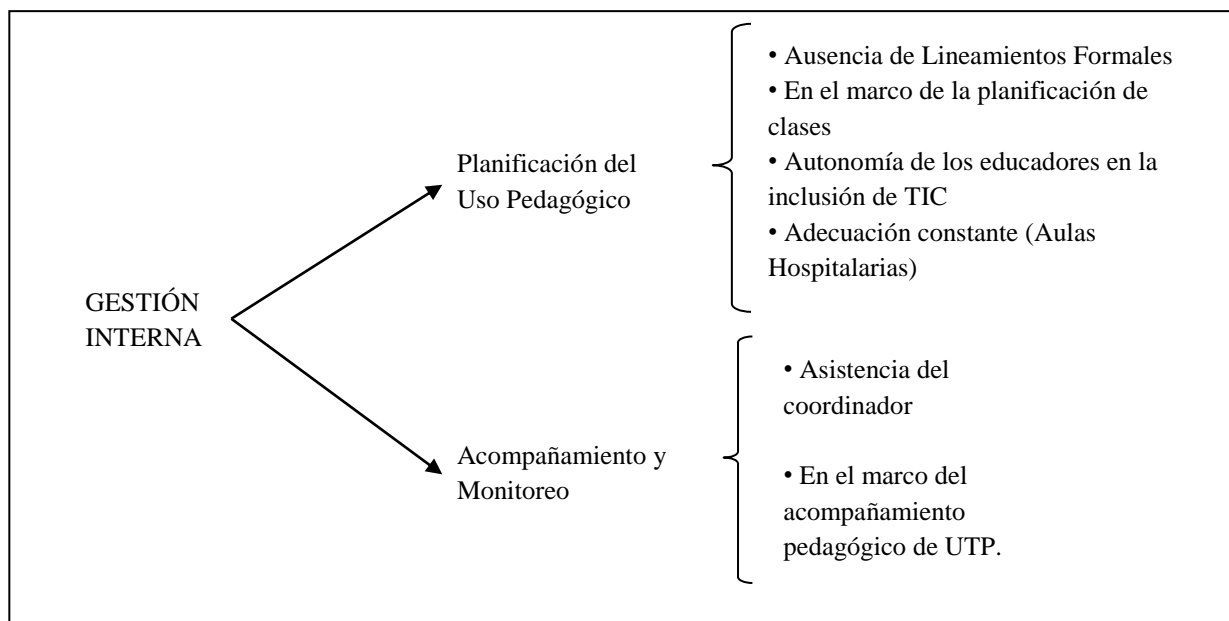 GESTIÓN
INTERNA
Planificación del
Uso Pedagógico
• Ausencia de Lineamientos Formales
• En el marco de la planificación de
clases
• Autonomía de los educadores en la
inclusión de TIC
• Adecuación constante (Aulas
Hospitalarias)
Acompañamiento y
Monitoreo
• Asistencia del
coordinador
• En el marco del
acompañamiento
pedagógico de UTP.